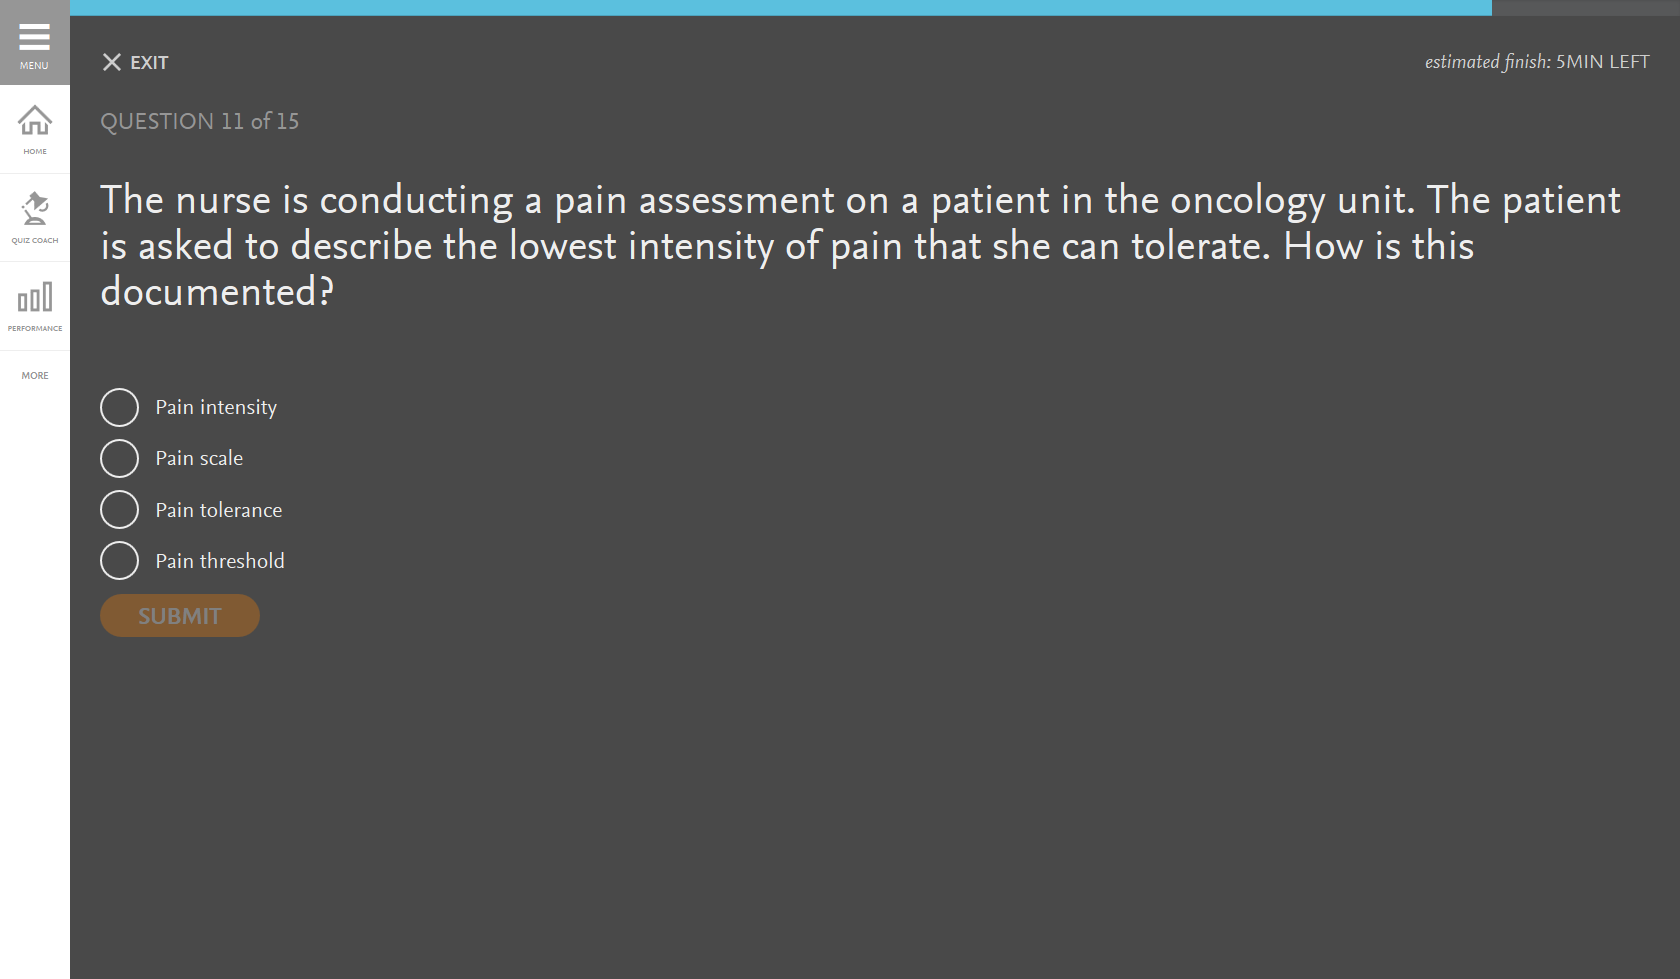 MENU
HOME
QUIZ COACH
PERFORMANCE
MORE
EXIT
estimated finish: 5MIN LEFT
QUESTION 11 of 15
The nurse is conducting a pain assessment on a patient in the oncology unit. The patient
is asked to describe the lowest intensity of pain that she can tolerate. How is this
documented?
Pain intensity
Pain scale
Pain tolerance
Pain threshold
SUBMIT